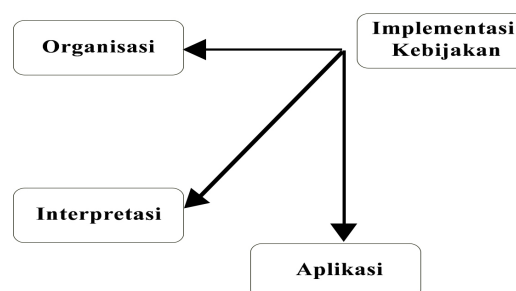 Organisasi
Implementasi
Kebijakan
Interpretasi
Aplikasi